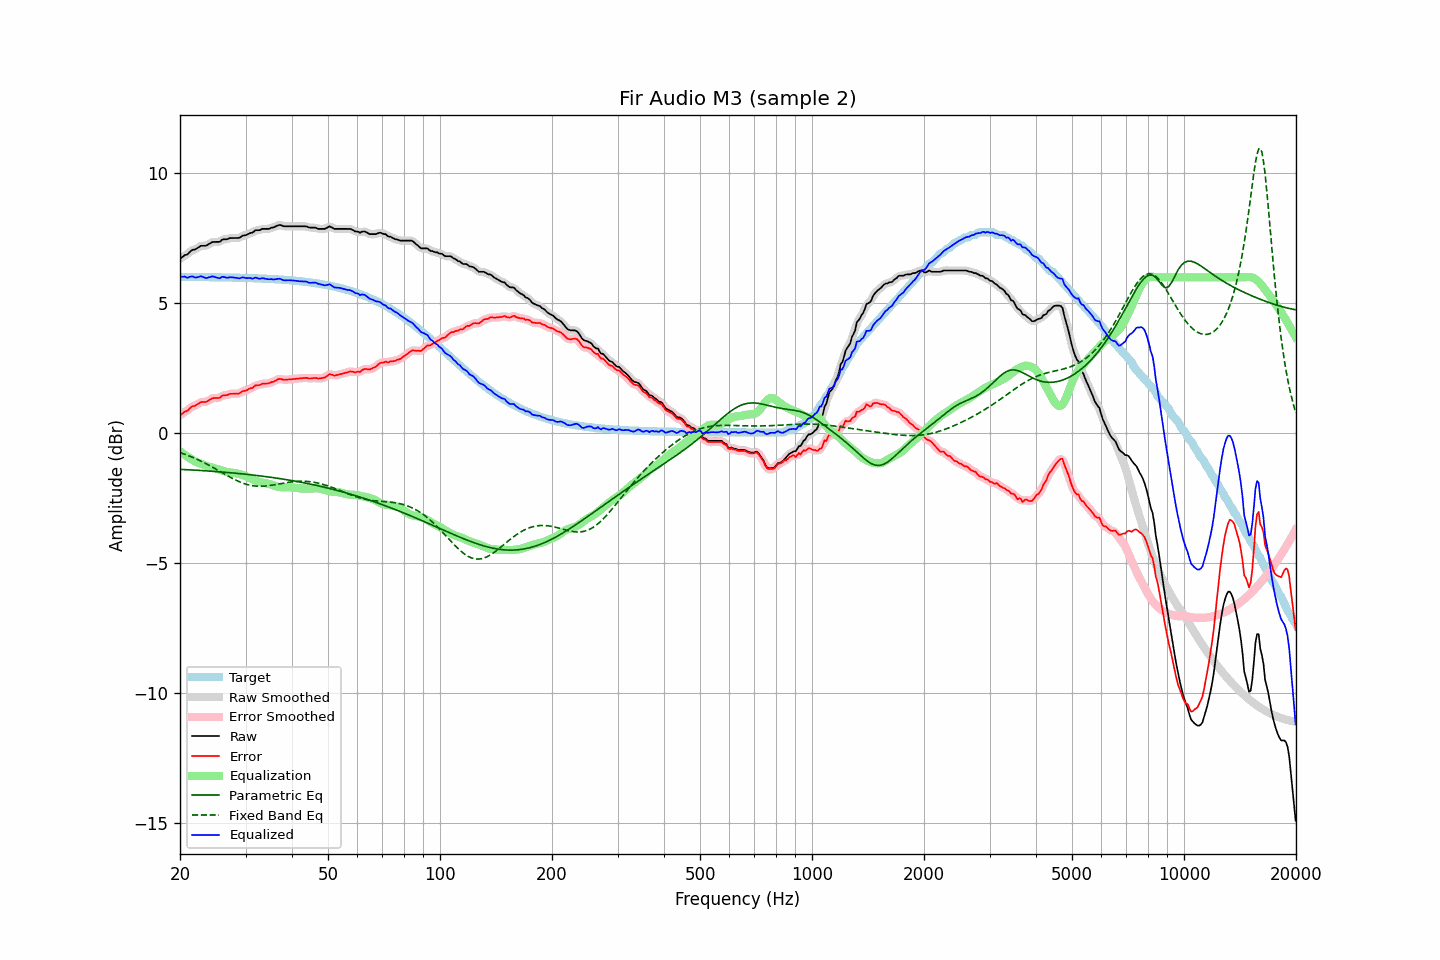 Fir Audio M3 (sample 2)
Amplitude (dBr)
10
5
0
−5
−10
−15
Target
Raw Smoothed
Error Smoothed
Raw
Error
Equalization
Parametric Eq
Fixed Band Eq
Equalized
20 50 100 200 500 1000 2000 5000 10000 20000
Frequency (Hz)